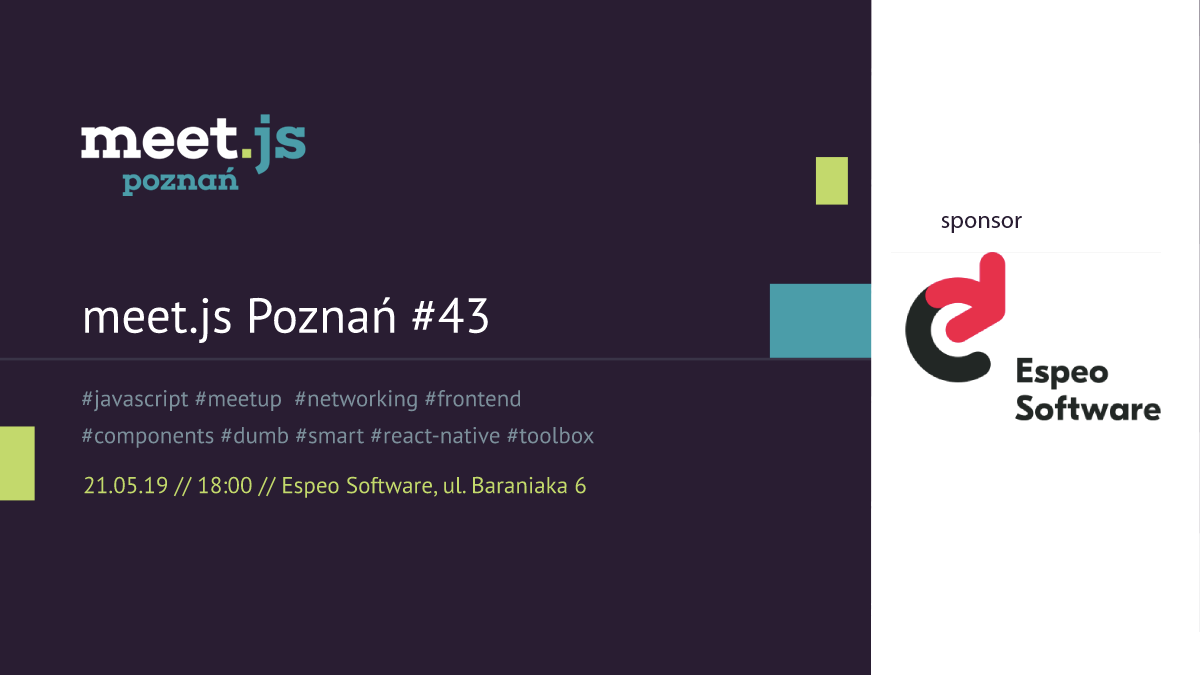 meet.js
poznań
meet.js Poznań #43
#javascript #meetup #networking #frontend
#components #dumb #smart #react-native #toolbox
21.05.19 // 18:00 // Espeo Software, ul. Baraniaka 6
sponsor
Espeo
Software